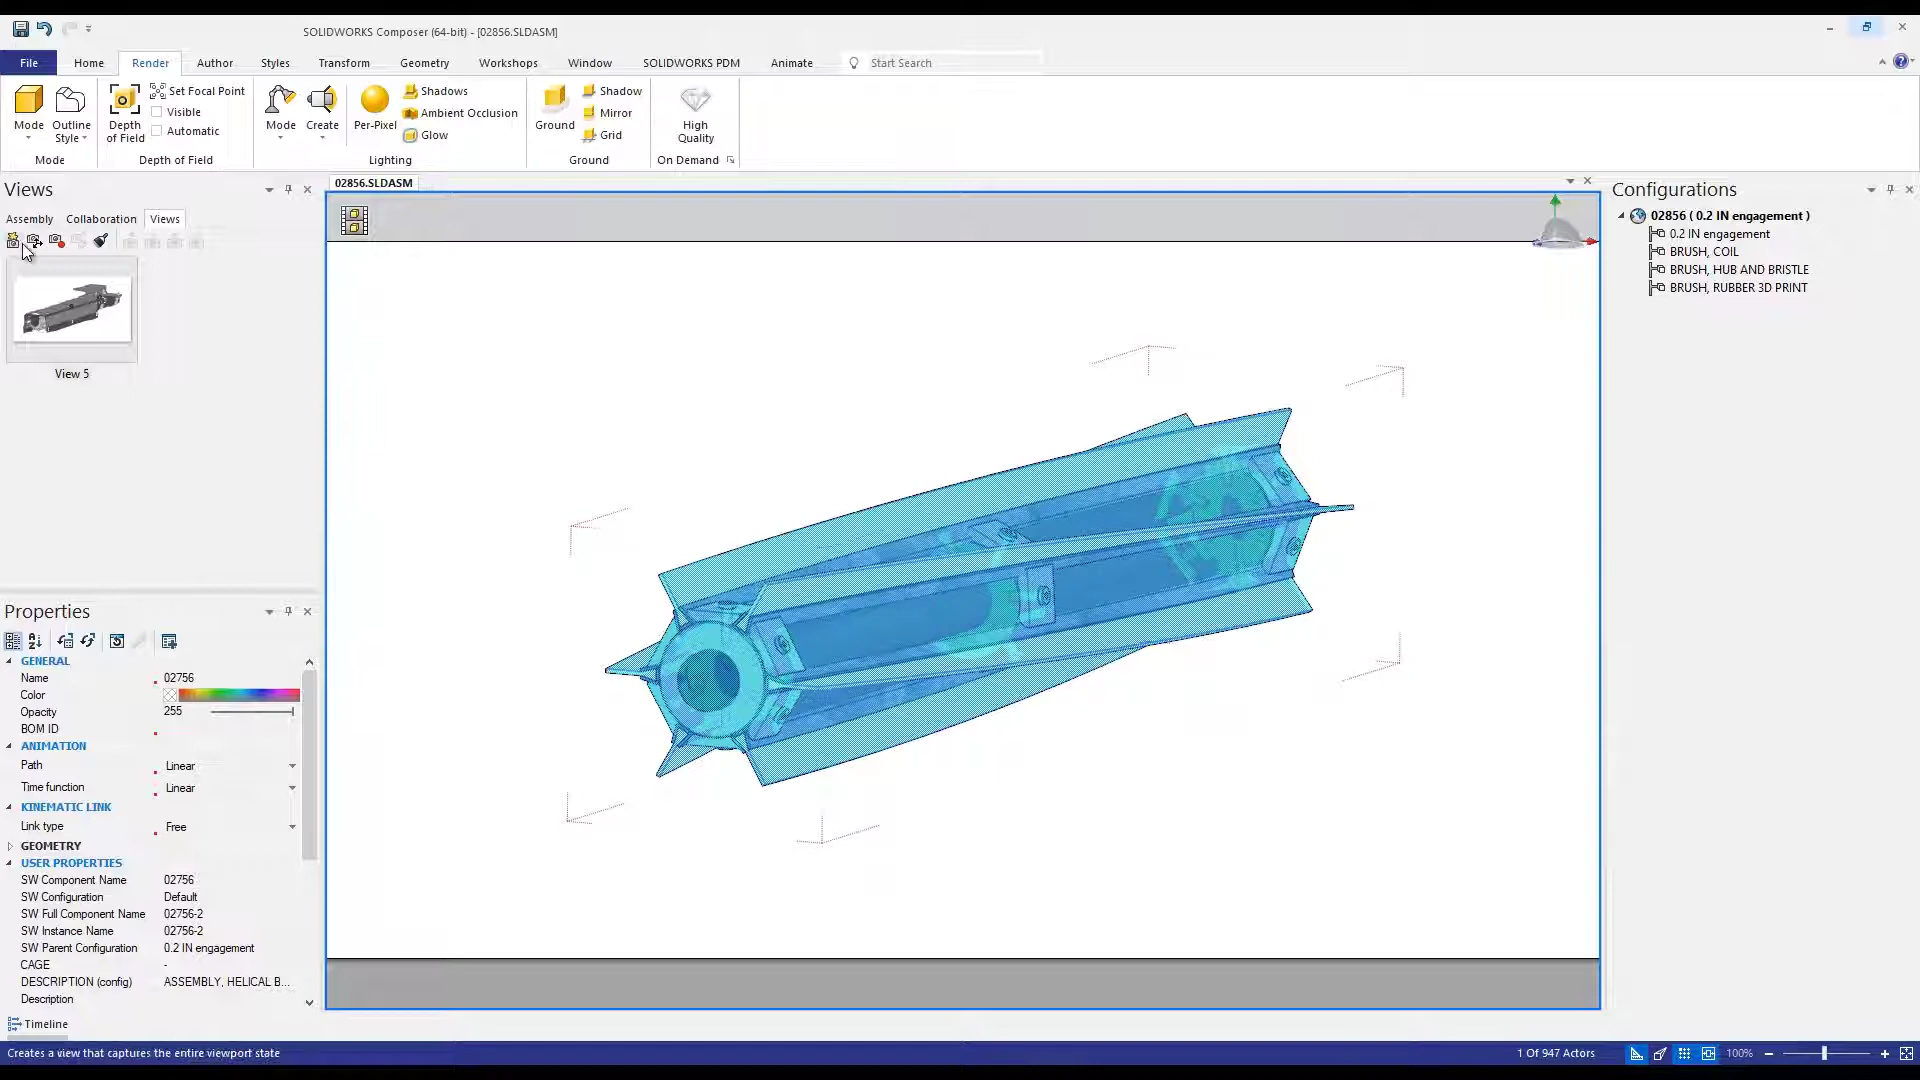 SOLIDWORKS Composer (64-bit) - [02856.SLDASM]
File Home Render Author Styles Transform Geometry Workshops Window SOLIDWORKS PDM Animate Start Search
Mode
Outline Style
Mode
Depth of Field
Set Focal Point
Visible
Automatic
Depth of Field
Mode
Create
Per-Pixel
Shadows
Ambient Occlusion
Glow
Lighting
Ground
Shadow
Mirror
Grid
Ground
High Quality
On Demand
Views
Assembly Collaboration Views
View 5
02856.SLDASM
Configurations
02856 ( 0.2 IN engagement )
0.2 IN engagement
BRUSH, COIL
BRUSH, HUB AND BRISTLE
BRUSH, RUBBER 3D PRINT
Properties
GENERAL
Name 02756
Color
Opacity 255
BOM ID
ANIMATION
Path Linear
Time function Linear
KINEMATIC LINK
Link type Free
GEOMETRY
USER PROPERTIES
SW Component Name 02756
SW Configuration Default
SW Full Component Name 02756-2
SW Instance Name 02756-2
SW Parent Configuration 0.2 IN engagement
CAGE -
DESCRIPTION (config) ASSEMBLY, HELICAL B...
Description
Timeline
Creates a view that captures the entire viewport state
1 Of 947 Actors
100%